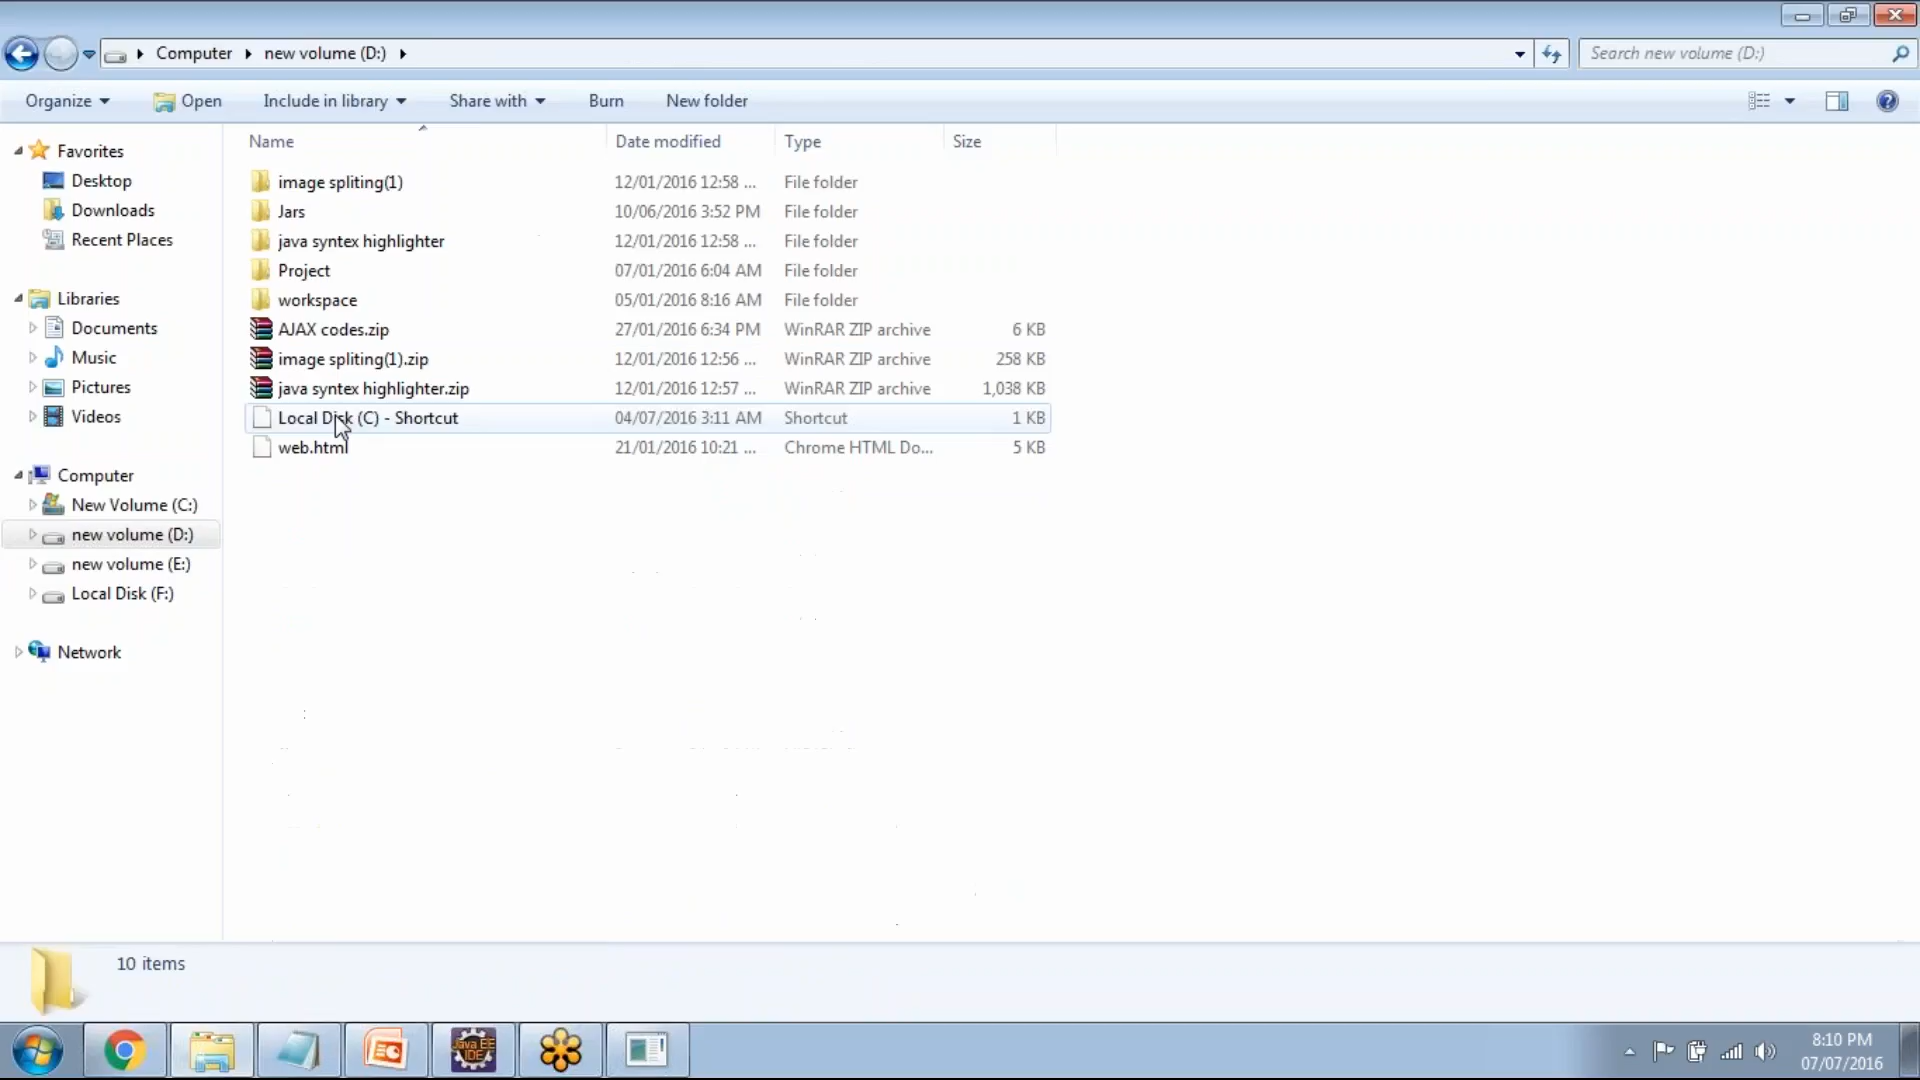 Computer new volume (D:)
Search new volume (D:)
Organize Open Include in library Share with Burn New folder
Favorites
Desktop
Downloads
Recent Places
Libraries
Documents
Music
Pictures
Videos
Computer
New Volume (C:)
new volume (D:)
new volume (E:)
Local Disk (F:)
Network
Name Date modified Type Size
image spliting(1) 12/01/2016 12:58 ... File folder
Jars 10/06/2016 3:52 PM File folder
java syntex highlighter 12/01/2016 12:58 ... File folder
Project 07/01/2016 6:04 AM File folder
workspace 05/01/2016 8:16 AM File folder
AJAX codes.zip 27/01/2016 6:34 PM WinRAR ZIP archive 6 KB
image spliting(1).zip 12/01/2016 12:56 ... WinRAR ZIP archive 258 KB
java syntex highlighter.zip 12/01/2016 12:57 ... WinRAR ZIP archive 1,038 KB
Local Disk (C) - Shortcut 04/07/2016 3:11 AM Shortcut 1 KB
web.html 21/01/2016 10:21 ... Chrome HTML Do... 5 KB
10 items
Java EE
IDE
8:10 PM
07/07/2016